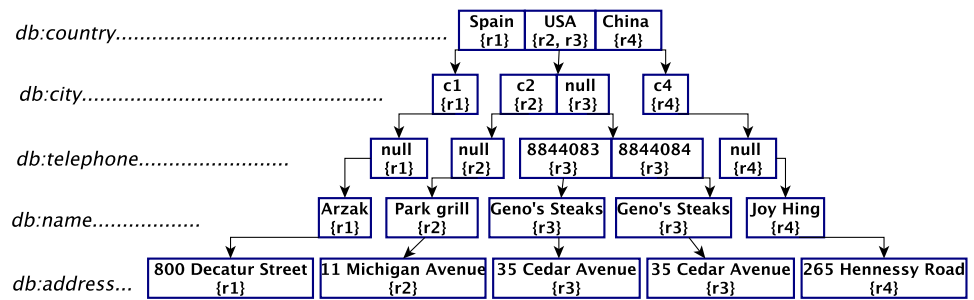 db:country
Spain USA China
{r1} {r2, r3} {r4}
db:city
c1 c2 null c4
{r1} {r2} {r3} {r4}
db:telephone
null null 8844083 8844084 null
{r1} {r2} {r3} {r3} {r4}
db:name
Arzak Park grill Geno's Steaks Geno's Steaks Joy Hing
{r1} {r2} {r3} {r3} {r4}
db:address...
800 Decatur Street 11 Michigan Avenue 35 Cedar Avenue 35 Cedar Avenue 265 Hennessy Road
{r1} {r2} {r3} {r3} {r4}